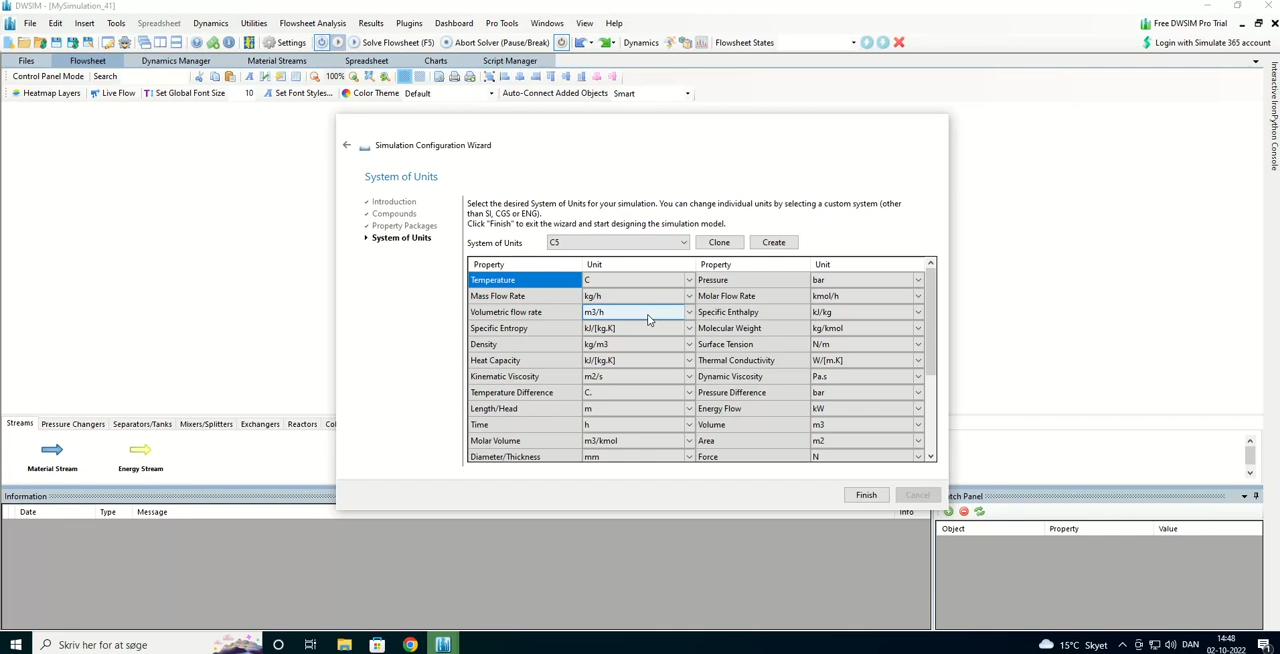 DWSIM - [MySimulation_41]
File Edit Insert Tools Spreadsheet Dynamics Utilities Flowsheet Analysis Results Plugins Dashboard Pro Tools Windows View Help Free DWSIM Pro Trial
Settings Solve Flowsheet (F5) Abort Solver (Pause/Break) Dynamics Flowsheet States Login with Simulate 365 account
Files Flowsheet Dynamics Manager Material Streams Spreadsheet Charts Script Manager
Control Panel Mode Search 100%
Heatmap Layers Live Flow Set Global Font Size 10 Set Font Styles... Color Theme Default Auto-Connect Added Objects Smart
Interactive IronPython Console
Simulation Configuration Wizard
System of Units
Introduction
Compounds
Property Packages
System of Units
Select the desired System of Units for your simulation. You can change individual units by selecting a custom system (other
than SI, CGS or ENG).
Click "Finish" to exit the wizard and start designing the simulation model.
System of Units C5 Clone Create
Property Unit Property Unit
Temperature C Pressure bar
Mass Flow Rate kg/h Molar Flow Rate kmol/h
Volumetric flow rate m3/h Specific Enthalpy kJ/kg
Specific Entropy kJ/[kg.K] Molecular Weight kg/kmol
Density kg/m3 Surface Tension N/m
Heat Capacity kJ/[kg.K] Thermal Conductivity W/[m.K]
Kinematic Viscosity m2/s Dynamic Viscosity Pa.s
Temperature Difference C. Pressure Difference bar
Length/Head m Energy Flow kW
Time h Volume m3
Molar Volume m3/kmol Area m2
Diameter/Thickness mm Force N
Finish Cancel
Streams Pressure Changers Separators/Tanks Mixers/Splitters Exchangers Reactors Col
Material Stream Energy Stream
Information atch Panel
Date Type Message Info
Object Property Value
Skriv her for at søge
15°C Skyet DAN 14:48
02-10-2022